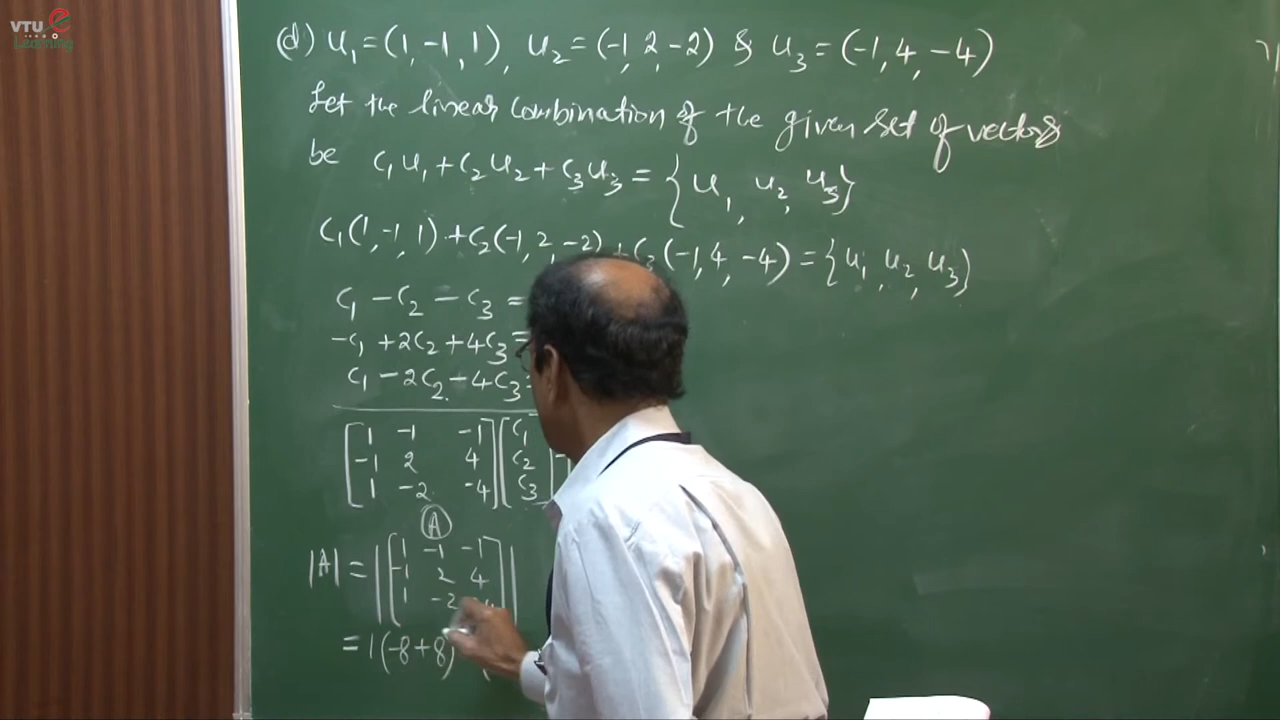 VTU e Learning
(d) u₁ = (1, -1, 1), u₂ = (-1, 2, -2) & u₃ = (-1, 4, -4)
Let the linear combination of the given set of vectors
be c₁u₁ + c₂u₂ + c₃u₃ = {u₁, u₂, u₃}
c₁(1, -1, 1) + c₂(-1, 2, -2) + c₃(-1, 4, -4) = {u₁, u₂, u₃}
c₁ - c₂ - c₃ =
-c₁ + 2c₂ + 4c₃ =
c₁ - 2c₂ - 4c₃ =
[1 -1 -1] [c₁
-1 2 4 c₂
1 -2 -4 c₃
A
1 -1 -1
|A| = -1 2 4
1 -2
= 1(-8+8)